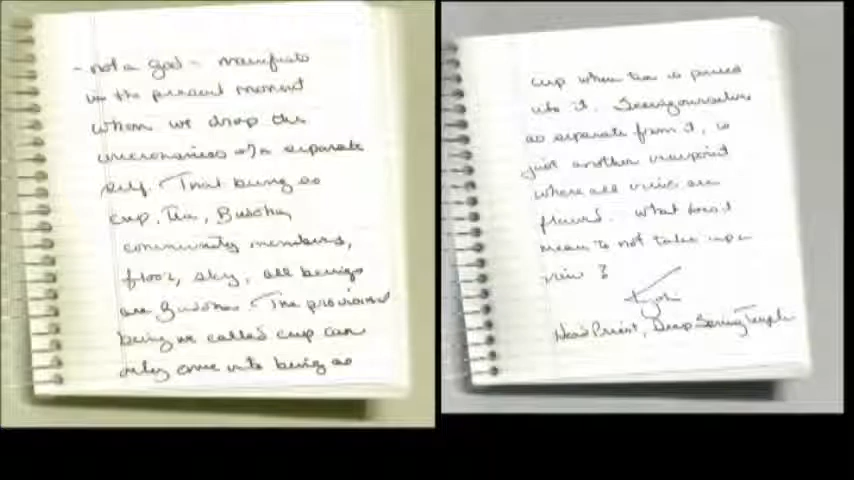 - not a god - manifests
in the present moment
when we drop the
of a separate
self. That being so
cup, Tea, Buddha,
community members,
floor, sky, all beings
are Buddha. The provisional
being we called cup can
only come into being as
cup when tea is poured
into it. Seeing ourselves
as separate from it, is
just another viewpoint
where all views are
flawed. What does it
mean to not take up a
view?
Head Priest, Deep Spring Temple